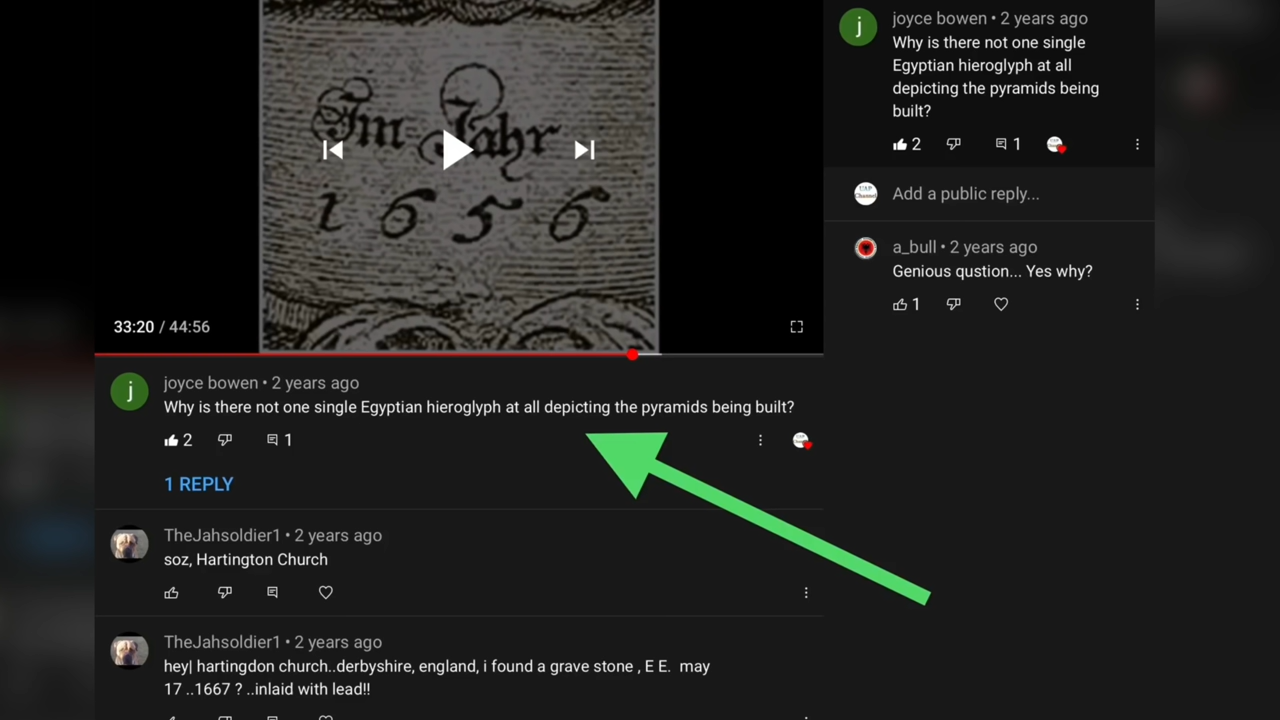 Im Jahr
1656
33:20 / 44:56
joyce bowen • 2 years ago
Why is there not one single Egyptian hieroglyph at all depicting the pyramids being built?
2 1
1 REPLY
TheJahsoldier1 • 2 years ago
soz, Hartington Church
TheJahsoldier1 • 2 years ago
hey| hartingdon church..derbyshire, england, i found a grave stone , E E. may
17 ..1667 ? ..inlaid with lead!!
j
j
joyce bowen • 2 years ago
Why is there not one single
Egyptian hieroglyph at all
depicting the pyramids being
built?
2 1
UAP
Channel
Add a public reply...
a_bull • 2 years ago
Genious qustion... Yes why?
1